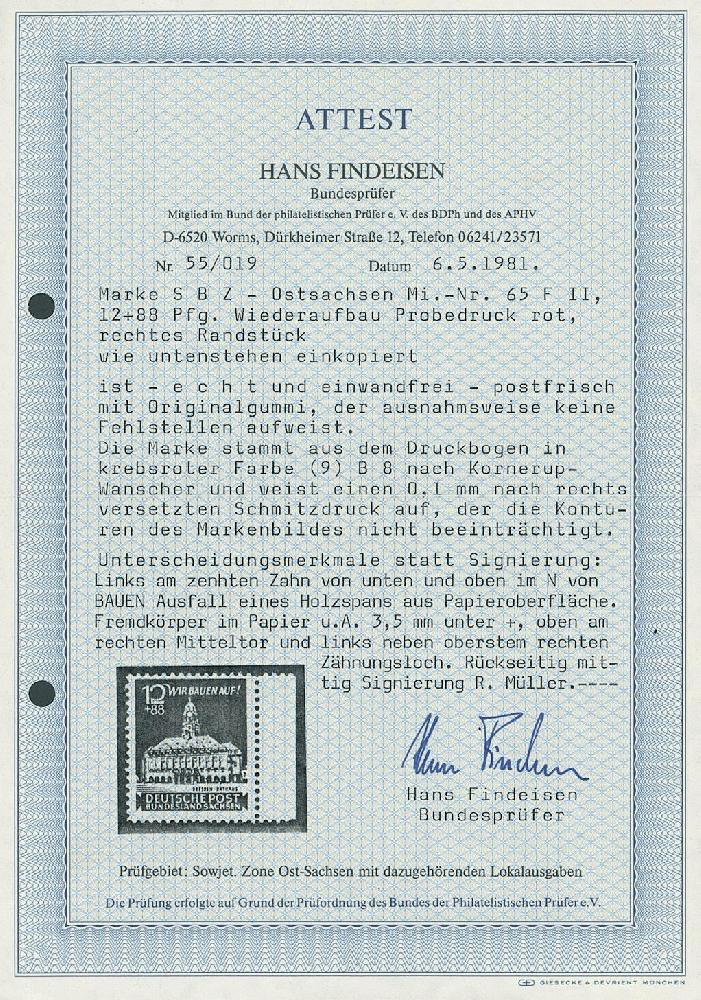 ATTEST
HANS FINDEISEN
Bundesprüfer
Mitglied im Bund der philatelistischen Prüfer e. V. des BDPh und des APHV
D-6520 Worms, Dürkheimer Straße 12, Telefon 06241/23571
Nr. 55/019 Datum 6.5.1981.
Marke S B Z - Ostsachsen Mi.-Nr. 65 F II,
12+88 Pfg. Wiederaufbau Probedruck rot,
rechtes Randstück
wie untenstehen einkopiert
ist - e c h t und einwandfrei - postfrisch
mit Originalgummi, der ausnahmsweise keine
Fehlstellen aufweist.
Die Marke stammt aus dem Druckbogen in
krebsroter Farbe (9) B 8 nach Kornerup-
Wanscher und weist einen 0.1 mm nach rechts
versetzten Schmitzdruck auf, der die Kontu-
ren des Markenbildes nicht beeinträchtigt.
Unterscheidungsmerkmale statt Signierung:
Links am zenhten Zahn von unten und oben im N von
BAUEN Ausfall eines Holzspans aus Papieroberfläche.
Fremdkörper im Papier u.A. 3,5 mm unter +, oben am
rechten Mitteltor und links neben oberstem rechten
Zähnungsloch. Rückseitig mit-
tig Signierung R. Müller.----
12 WIR BAUEN AUF!
+88
DRESDEN · RATHAUS
DEUTSCHE POST
BUNDESLAND SACHSEN
Hans Findeisen
Hans Findeisen
Bundesprüfer
Prüfgebiet: Sowjet. Zone Ost-Sachsen mit dazugehörenden Lokalausgaben
Die Prüfung erfolgte auf Grund der Prüfordnung des Bundes der Philatelistischen Prüfer e.V.
GIESECKE & DEVRIENT MÜNCHEN